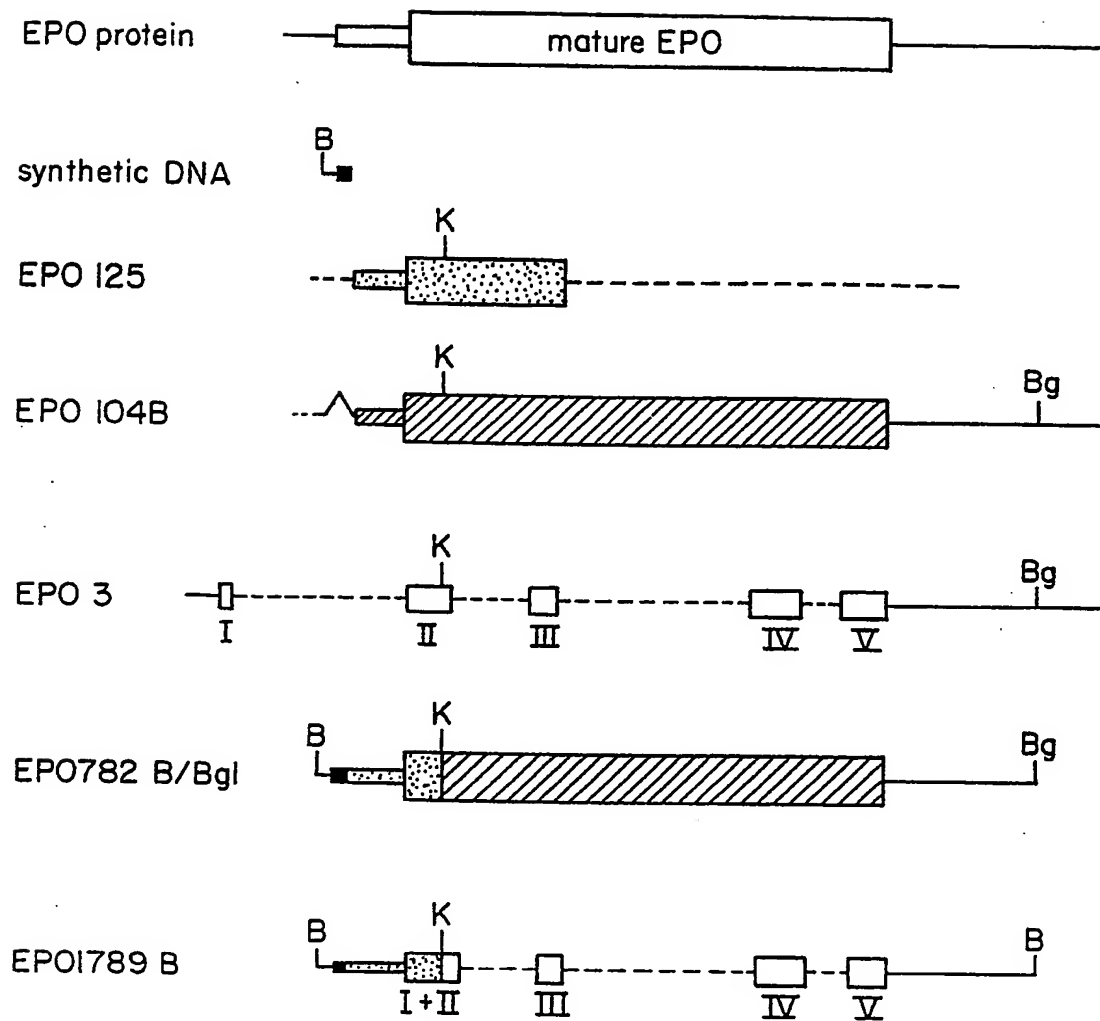 EPO protein
mature EPO
B
synthetic DNA
K
EPO 125
K
Bg
EPO 104B
K
Bg
EPO 3
I II III IV V
B K Bg
EPO782 B/Bgl
B K B
EPO1789 B
I + II III IV V